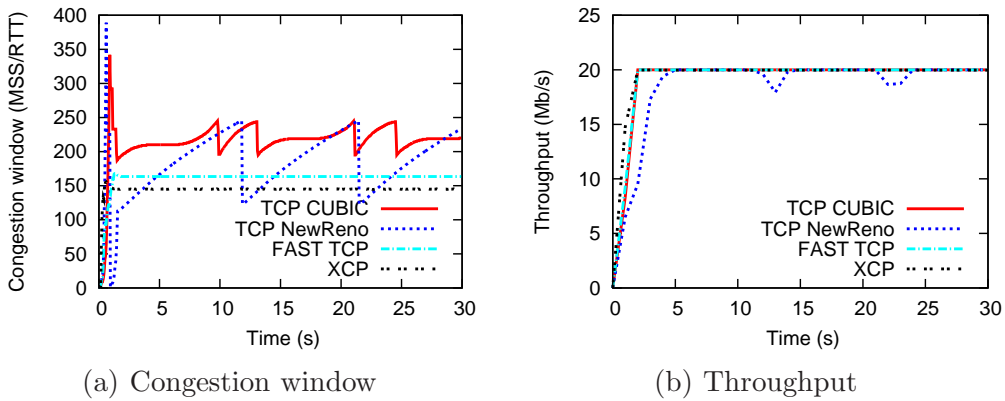 Congestion window (MSS/RTT)
400
350
300
250
200
150
100
50
0
0 5 10 15 20 25 30
Time (s)
TCP CUBIC
TCP NewReno
FAST TCP
XCP
(a) Congestion window
Throughput (Mb/s)
25
20
15
10
5
0
0 5 10 15 20 25 30
Time (s)
TCP CUBIC
TCP NewReno
FAST TCP
XCP
(b) Throughput